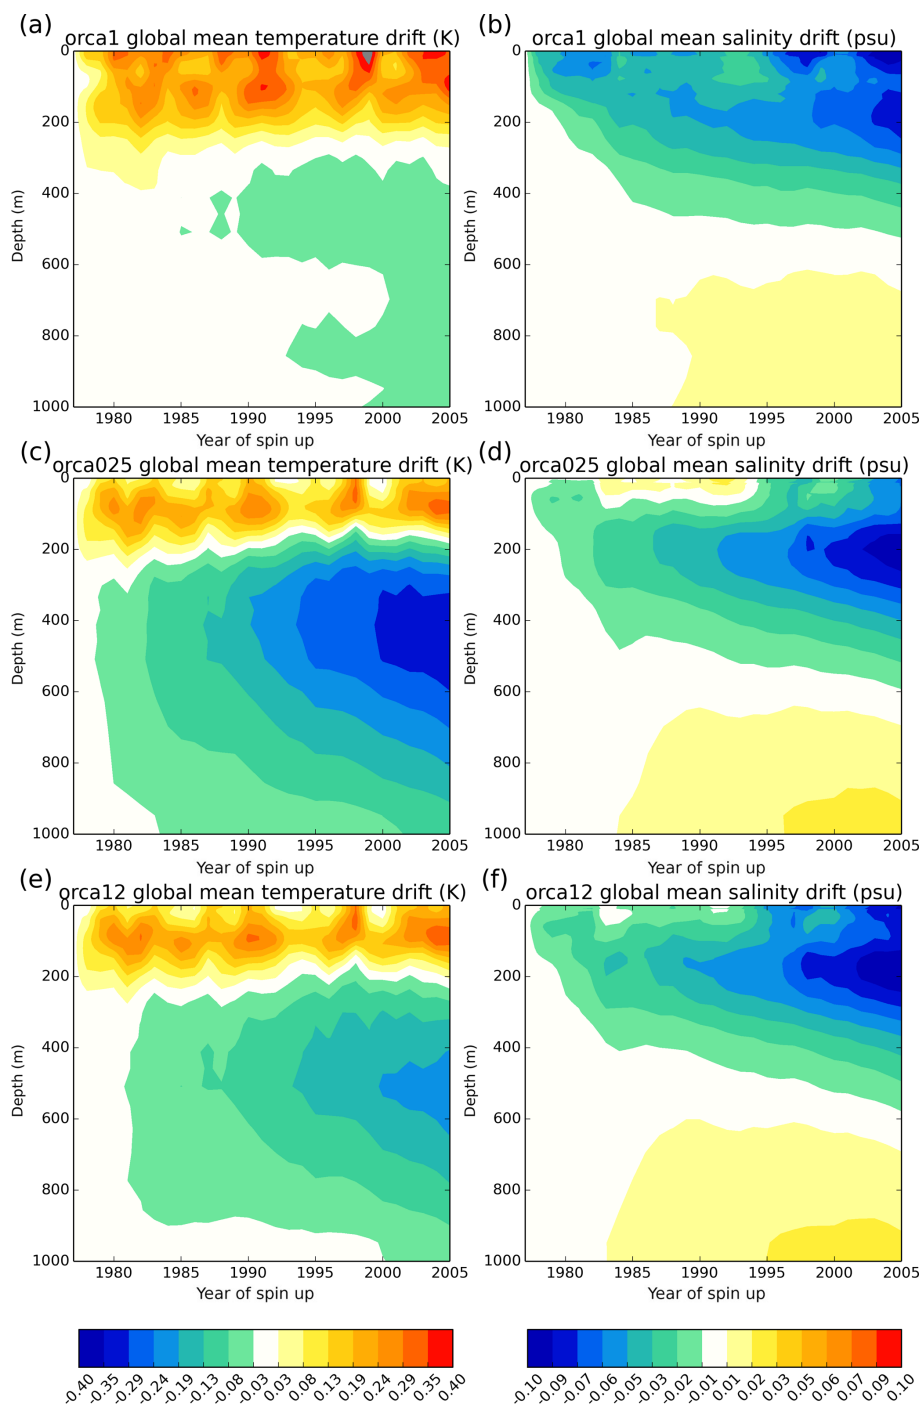 (a) orca1 global mean temperature drift (K)
0
200
400
600
800
1000
Depth (m)
1980 1985 1990 1995 2000 2005
Year of spin up
(b) orca1 global mean salinity drift (psu)
0
200
400
600
800
1000
Depth (m)
1980 1985 1990 1995 2000 2005
Year of spin up
(c) orca025 global mean temperature drift (K)
0
200
400
600
800
1000
Depth (m)
1980 1985 1990 1995 2000 2005
Year of spin up
(d) orca025 global mean salinity drift (psu)
0
200
400
600
800
1000
Depth (m)
1980 1985 1990 1995 2000 2005
Year of spin up
(e) orca12 global mean temperature drift (K)
0
200
400
600
800
1000
Depth (m)
1980 1985 1990 1995 2000 2005
Year of spin up
(f) orca12 global mean salinity drift (psu)
0
200
400
600
800
1000
Depth (m)
1980 1985 1990 1995 2000 2005
Year of spin up
-0.40 -0.35 -0.29 -0.24 -0.19 -0.13 -0.08 -0.03 0.03 0.08 0.13 0.19 0.24 0.29 0.35 0.40
-0.10 -0.09 -0.07 -0.06 -0.05 -0.03 -0.02 -0.01 0.01 0.02 0.03 0.05 0.06 0.07 0.09 0.10